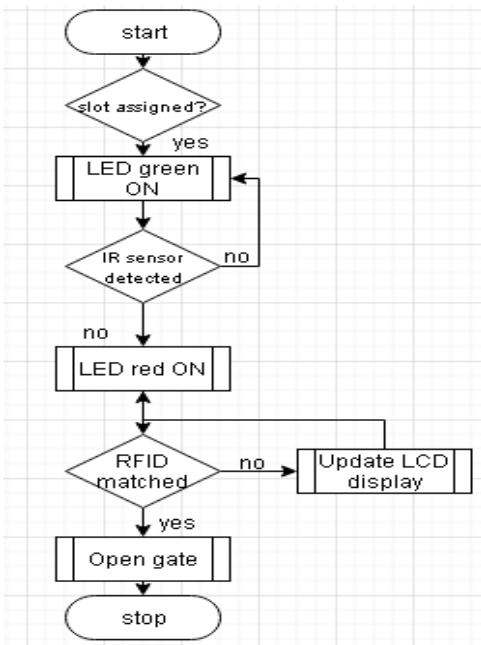 start
slot assigned?
yes
LED green
ON
IR sensor
detected
no
no
LED red ON
RFID
matched
no
Update LCD
display
yes
Open gate
stop